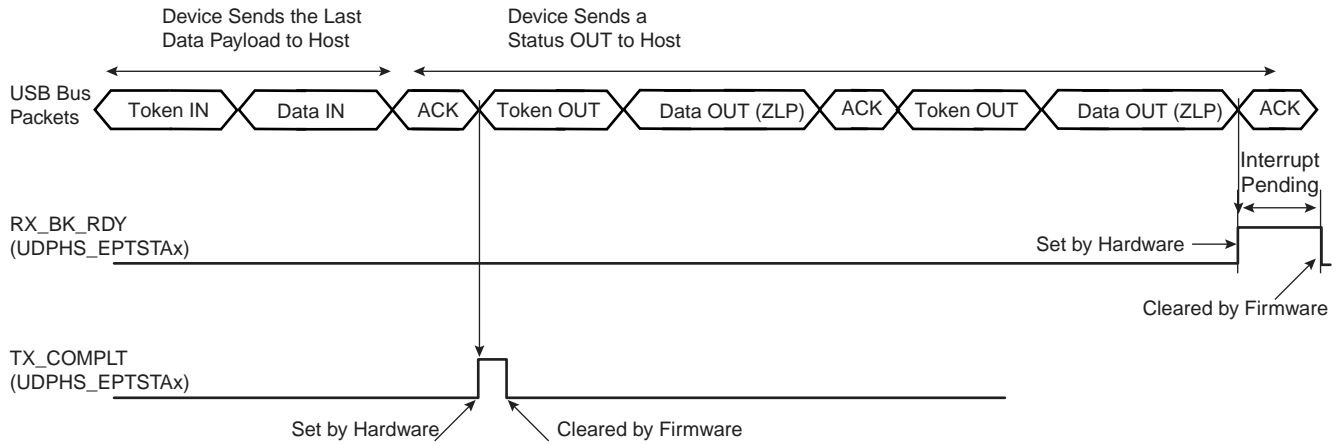 Device Sends the Last
Data Payload to Host
Device Sends a
Status OUT to Host
USB Bus
Packets
Token IN
Data IN
ACK
Token OUT
Data OUT (ZLP)
ACK
Token OUT
Data OUT (ZLP)
ACK
Interrupt
Pending
RX_BK_RDY
(UDPHS_EPTSTAx)
Set by Hardware
Cleared by Firmware
TX_COMPLT
(UDPHS_EPTSTAx)
Set by Hardware
Cleared by Firmware